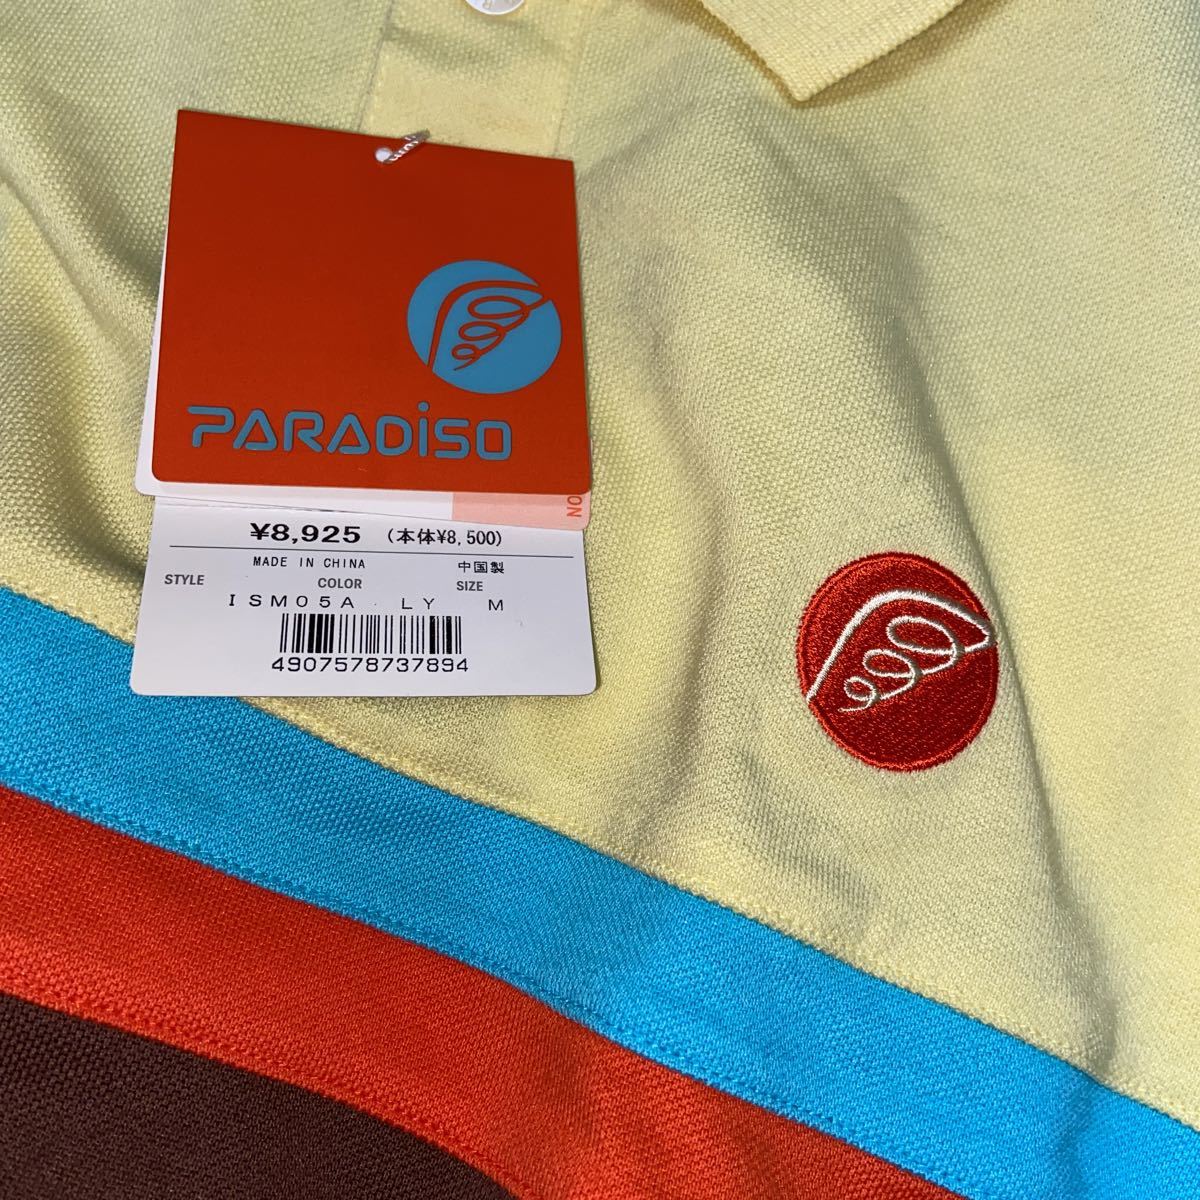 PARADISO
NO
¥8,925 (本体¥8,500)
MADE IN CHINA 中国製
STYLE COLOR SIZE
ISM05A LY M
4907578737894